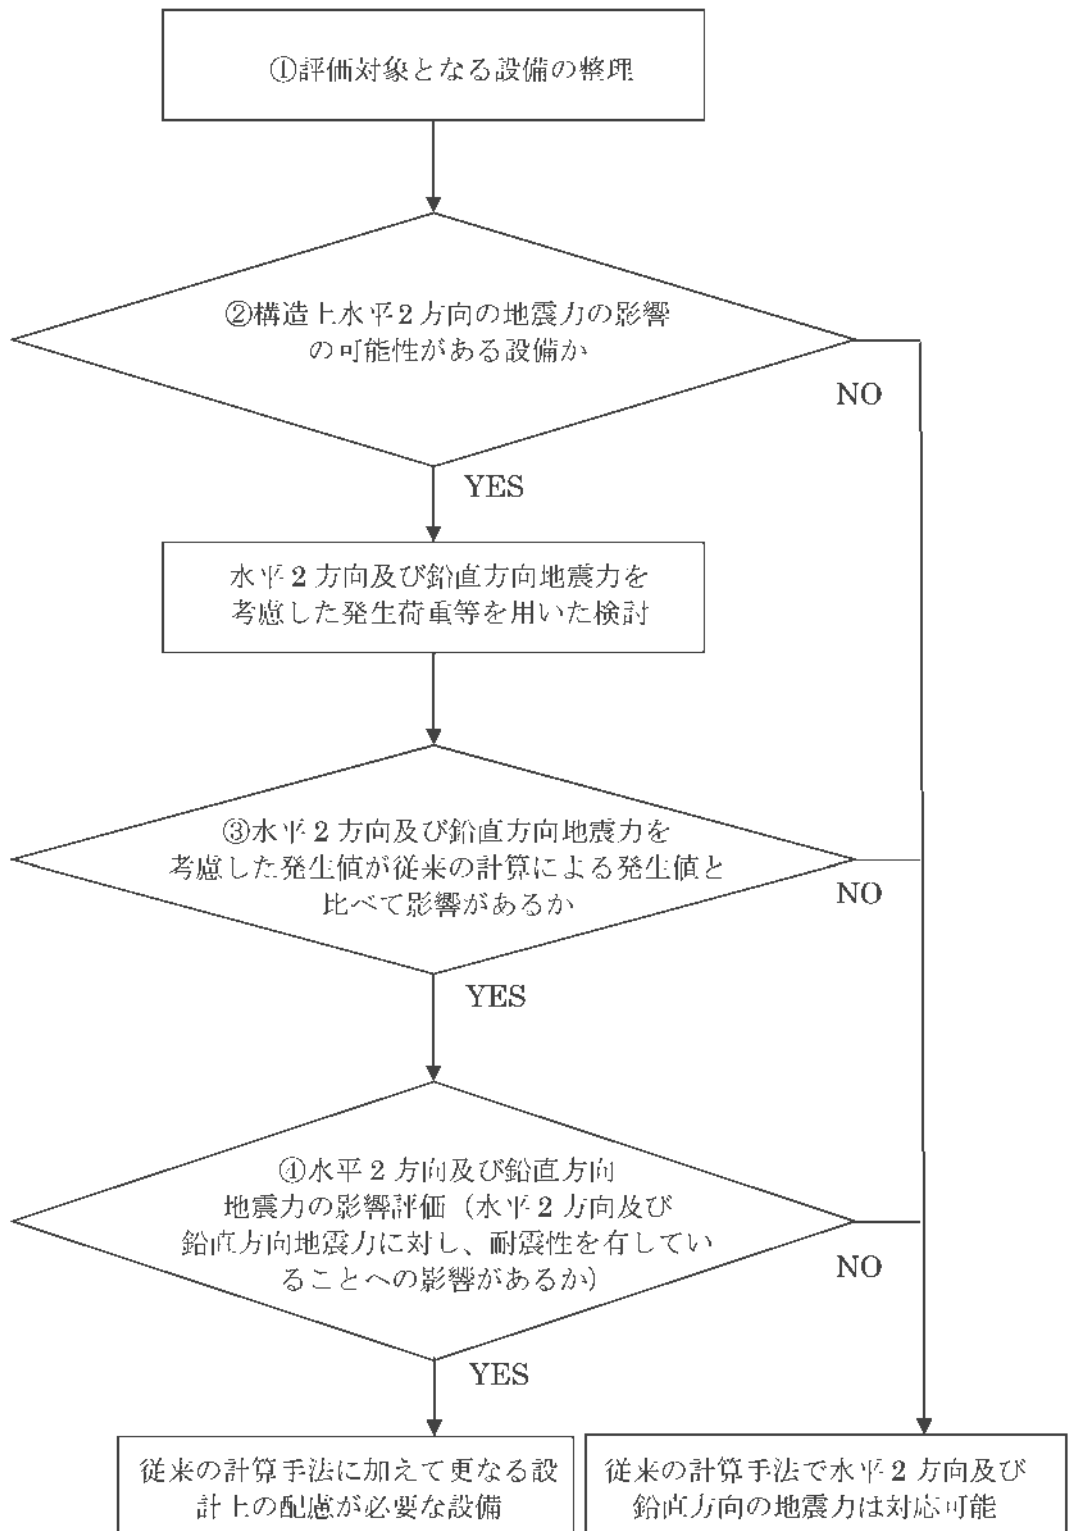 ①評価対象となる設備の整理
②構造上水平2方向の地震力の影響
の可能性がある設備か
NO
YES
水平2方向及び鉛直方向地震力を
考慮した発生荷重等を用いた検討
③水平2方向及び鉛直方向地震力を
考慮した発生値が従来の計算による発生値と
比べて影響があるか
NO
YES
④水平2方向及び鉛直方向
地震力の影響評価(水平2方向及び
鉛直方向地震力に対し、耐震性を有してい
ることへの影響があるか)
NO
YES
従来の計算手法に加えて更なる設
計上の配慮が必要な設備
従来の計算手法で水平2方向及び
鉛直方向の地震力は対応可能